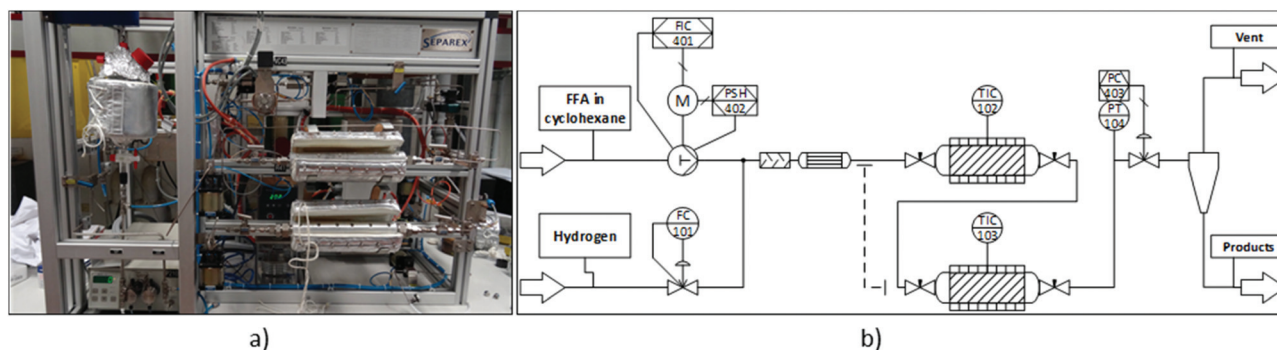 SEPAREX
FIC
401
FFA in
cyclohexane
M
PSH
402
Hydrogen
FC
101
TIC
102
TIC
103
PC
403
PT
104
Vent
Products
a)
b)